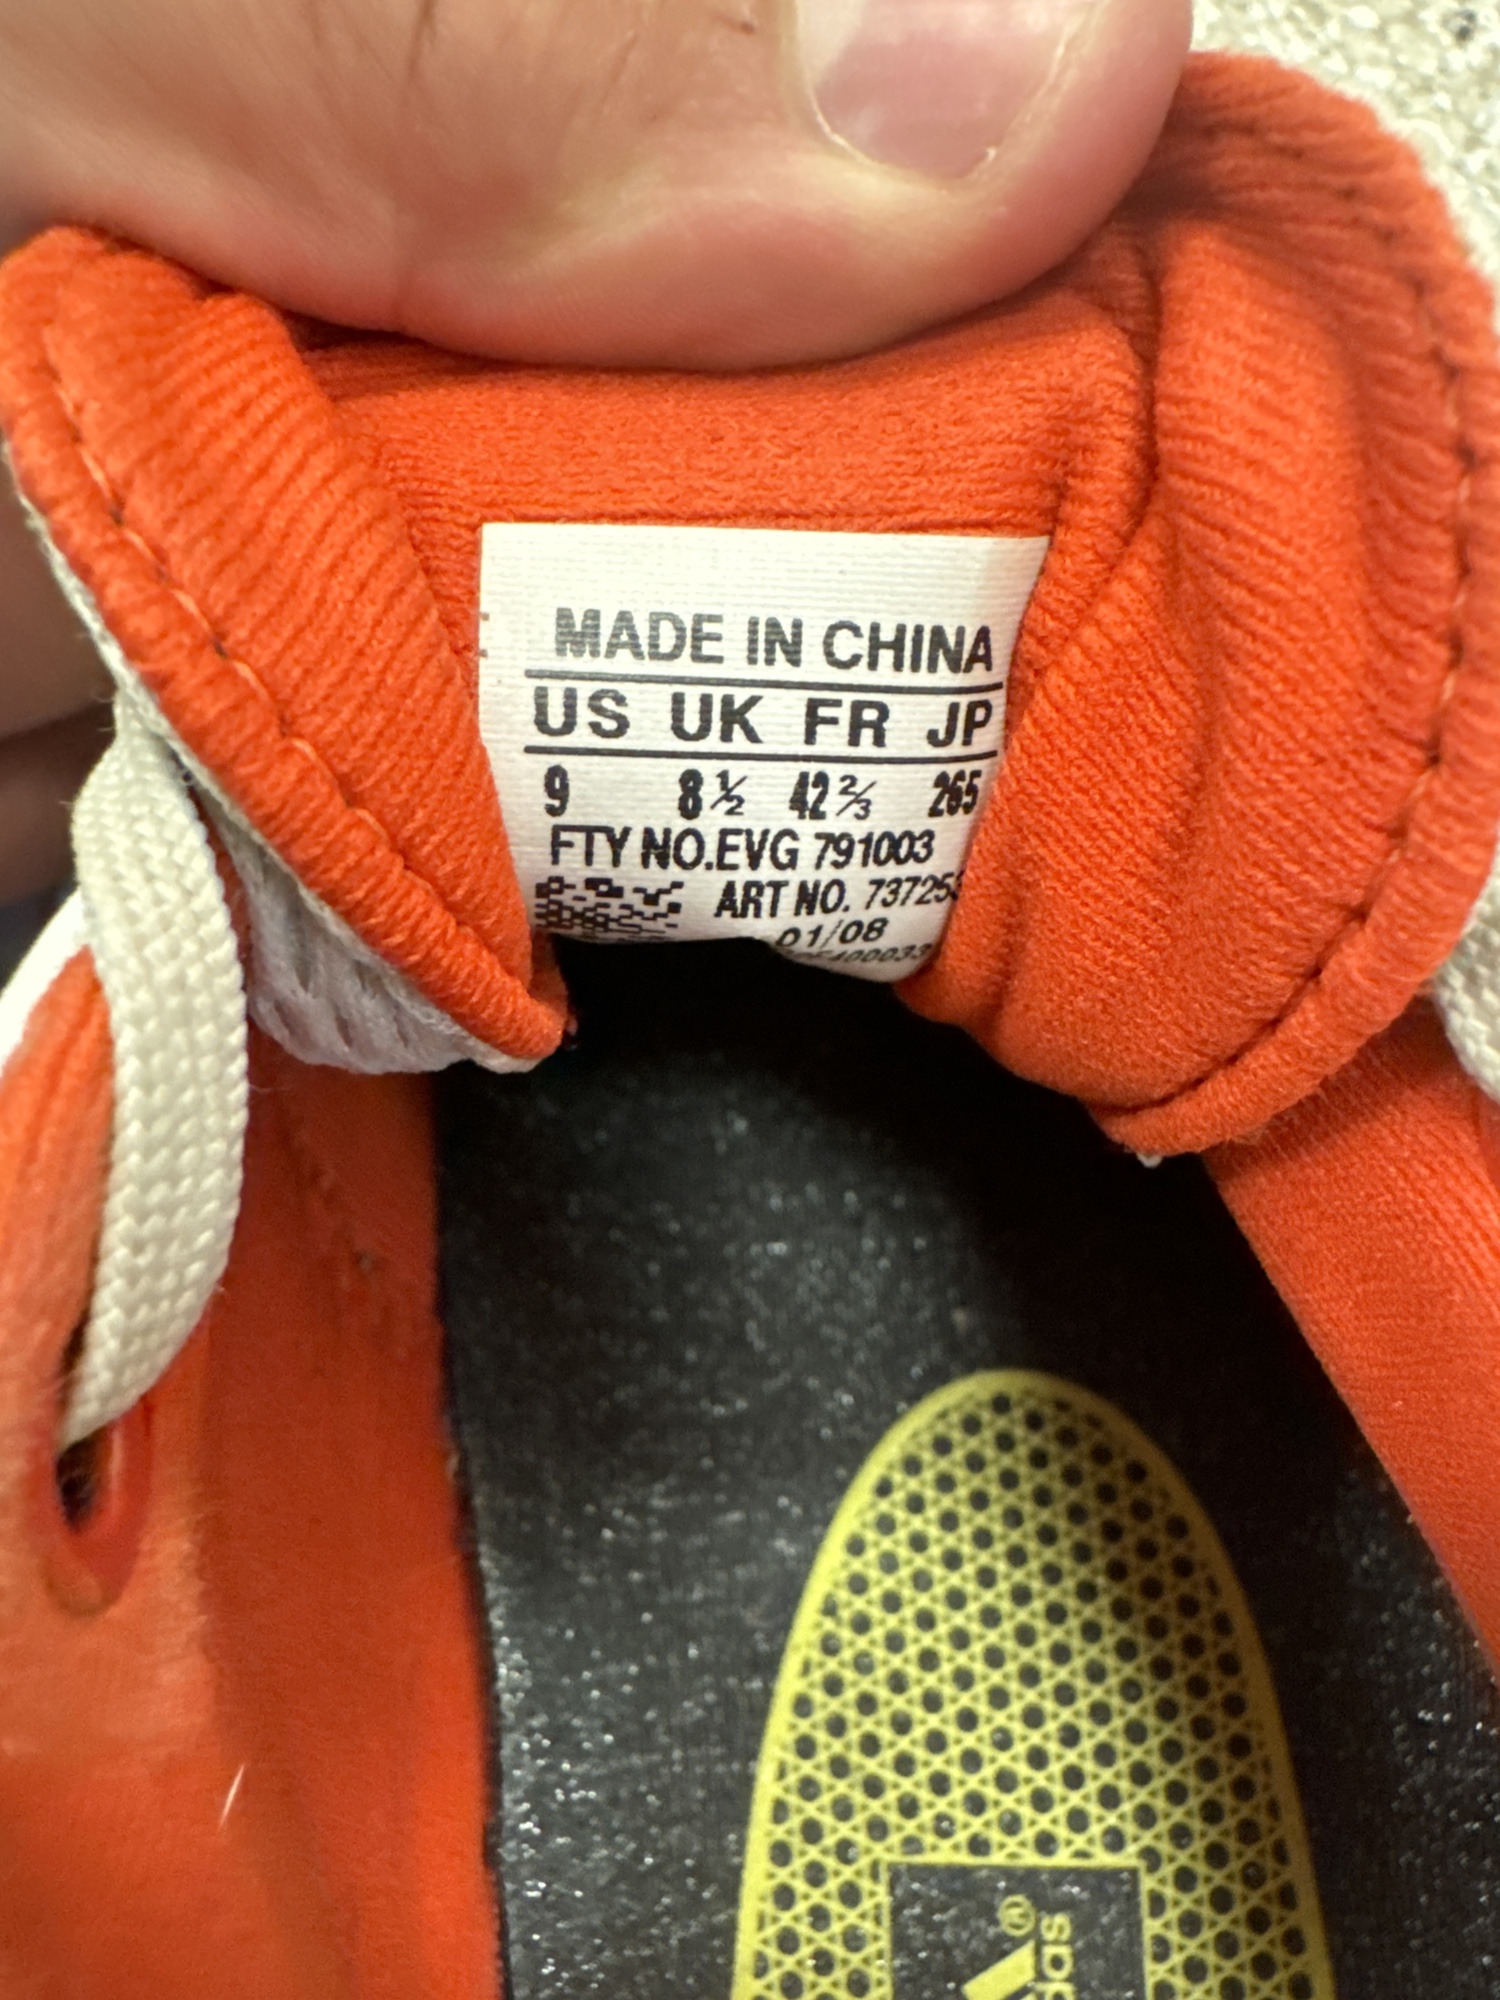 MADE IN CHINA
US UK FR JP
9 8½ 42⅔ 265
FTY NO.EVG 791003
ART NO.
01/08